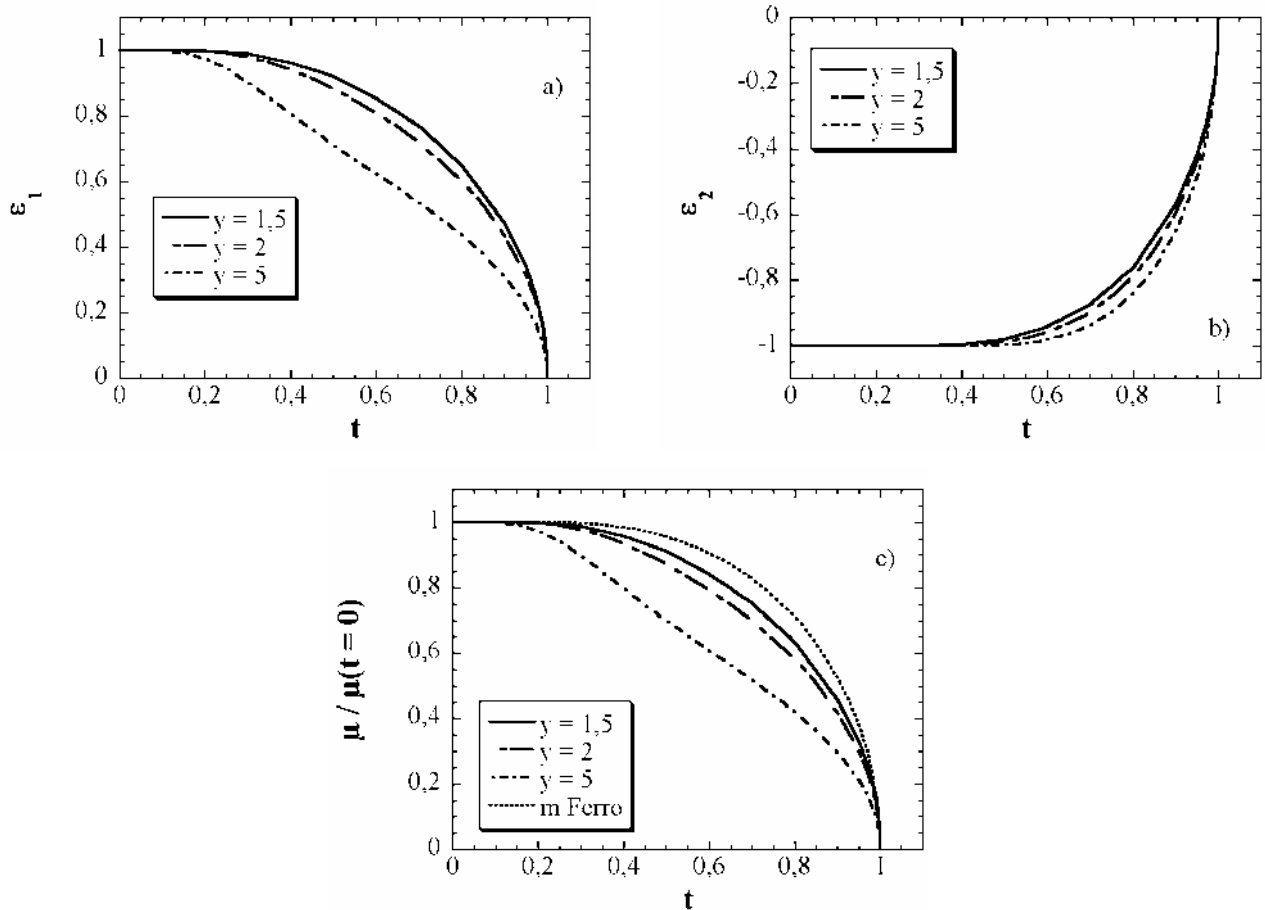 1
0,8
0,6
0,4
0,2
0
ε₁
a)
y = 1,5
y = 2
y = 5
0
0,2
0,4
0,6
0,8
1
t
0
-0,2
-0,4
-0,6
-0,8
-1
ε₂
y = 1,5
y = 2
y = 5
b)
0
0,2
0,4
0,6
0,8
1
t
1
0,8
0,6
0,4
0,2
0
μ / μ(t = 0)
c)
y = 1,5
y = 2
y = 5
m Ferro
0
0,2
0,4
0,6
0,8
1
t